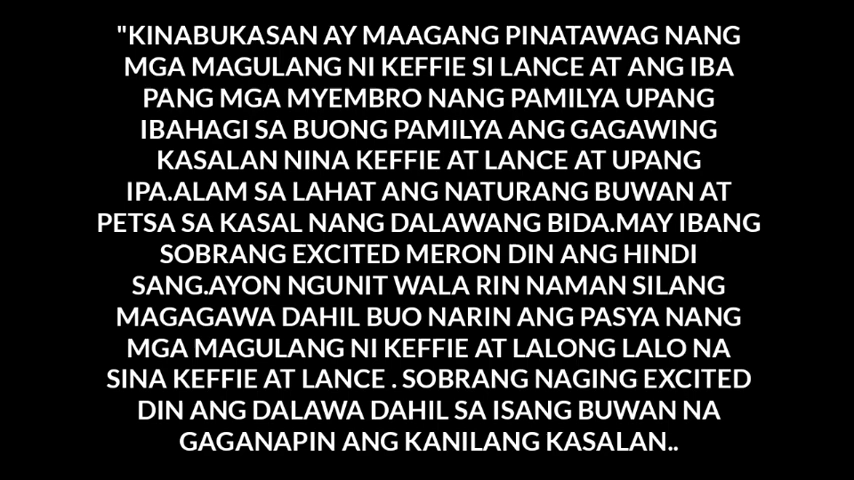 "KINABUKASAN AY MAAGANG PINATAWAG NANG
MGA MAGULANG NI KEFFIE SI LANCE AT ANG IBA
PANG MGA MYEMBRO NANG PAMILYA UPANG
IBAHAGI SA BUONG PAMILYA ANG GAGAWING
KASALAN NINA KEFFIE AT LANCE AT UPANG
IPA.ALAM SA LAHAT ANG NATURANG BUWAN AT
PETSA SA KASAL NANG DALAWANG BIDA.MAY IBANG
SOBRANG EXCITED MERON DIN ANG HINDI
SANG.AYON NGUNIT WALA RIN NAMAN SILANG
MAGAGAWA DAHIL BUO NARIN ANG PASYA NANG
MGA MAGULANG NI KEFFIE AT LALONG LALO NA
SINA KEFFIE AT LANCE . SOBRANG NAGING EXCITED
DIN ANG DALAWA DAHIL SA ISANG BUWAN NA
GAGANAPIN ANG KANILANG KASALAN..